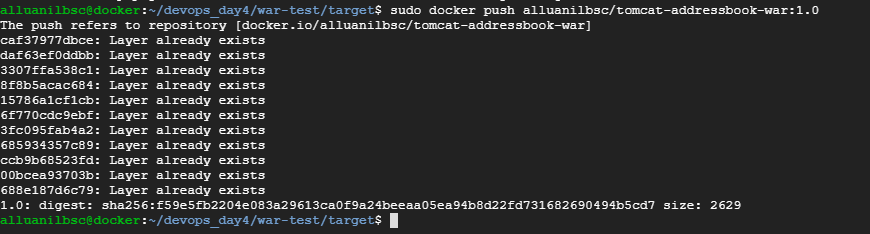 alluanilbsc@docker:~/devops_day4/war-test/target$ sudo docker push alluanilbsc/tomcat-addressbook-war:1.0
The push refers to repository [docker.io/alluanilbsc/tomcat-addressbook-war]
caf37977dbce: Layer already exists
daf63ef0ddbb: Layer already exists
3307ffa538c1: Layer already exists
8f8b5acac684: Layer already exists
15786a1cf1cb: Layer already exists
6f770cdc9ebf: Layer already exists
3fc095fab4a2: Layer already exists
685934357c89: Layer already exists
ccb9b68523fd: Layer already exists
00bcea93703b: Layer already exists
688e187d6c79: Layer already exists
1.0: digest: sha256:f59e5fb2204e083a29613ca0f9a24beeaa05ea94b8d22fd731682690494b5cd7 size: 2629
alluanilbsc@docker:~/devops_day4/war-test/target$